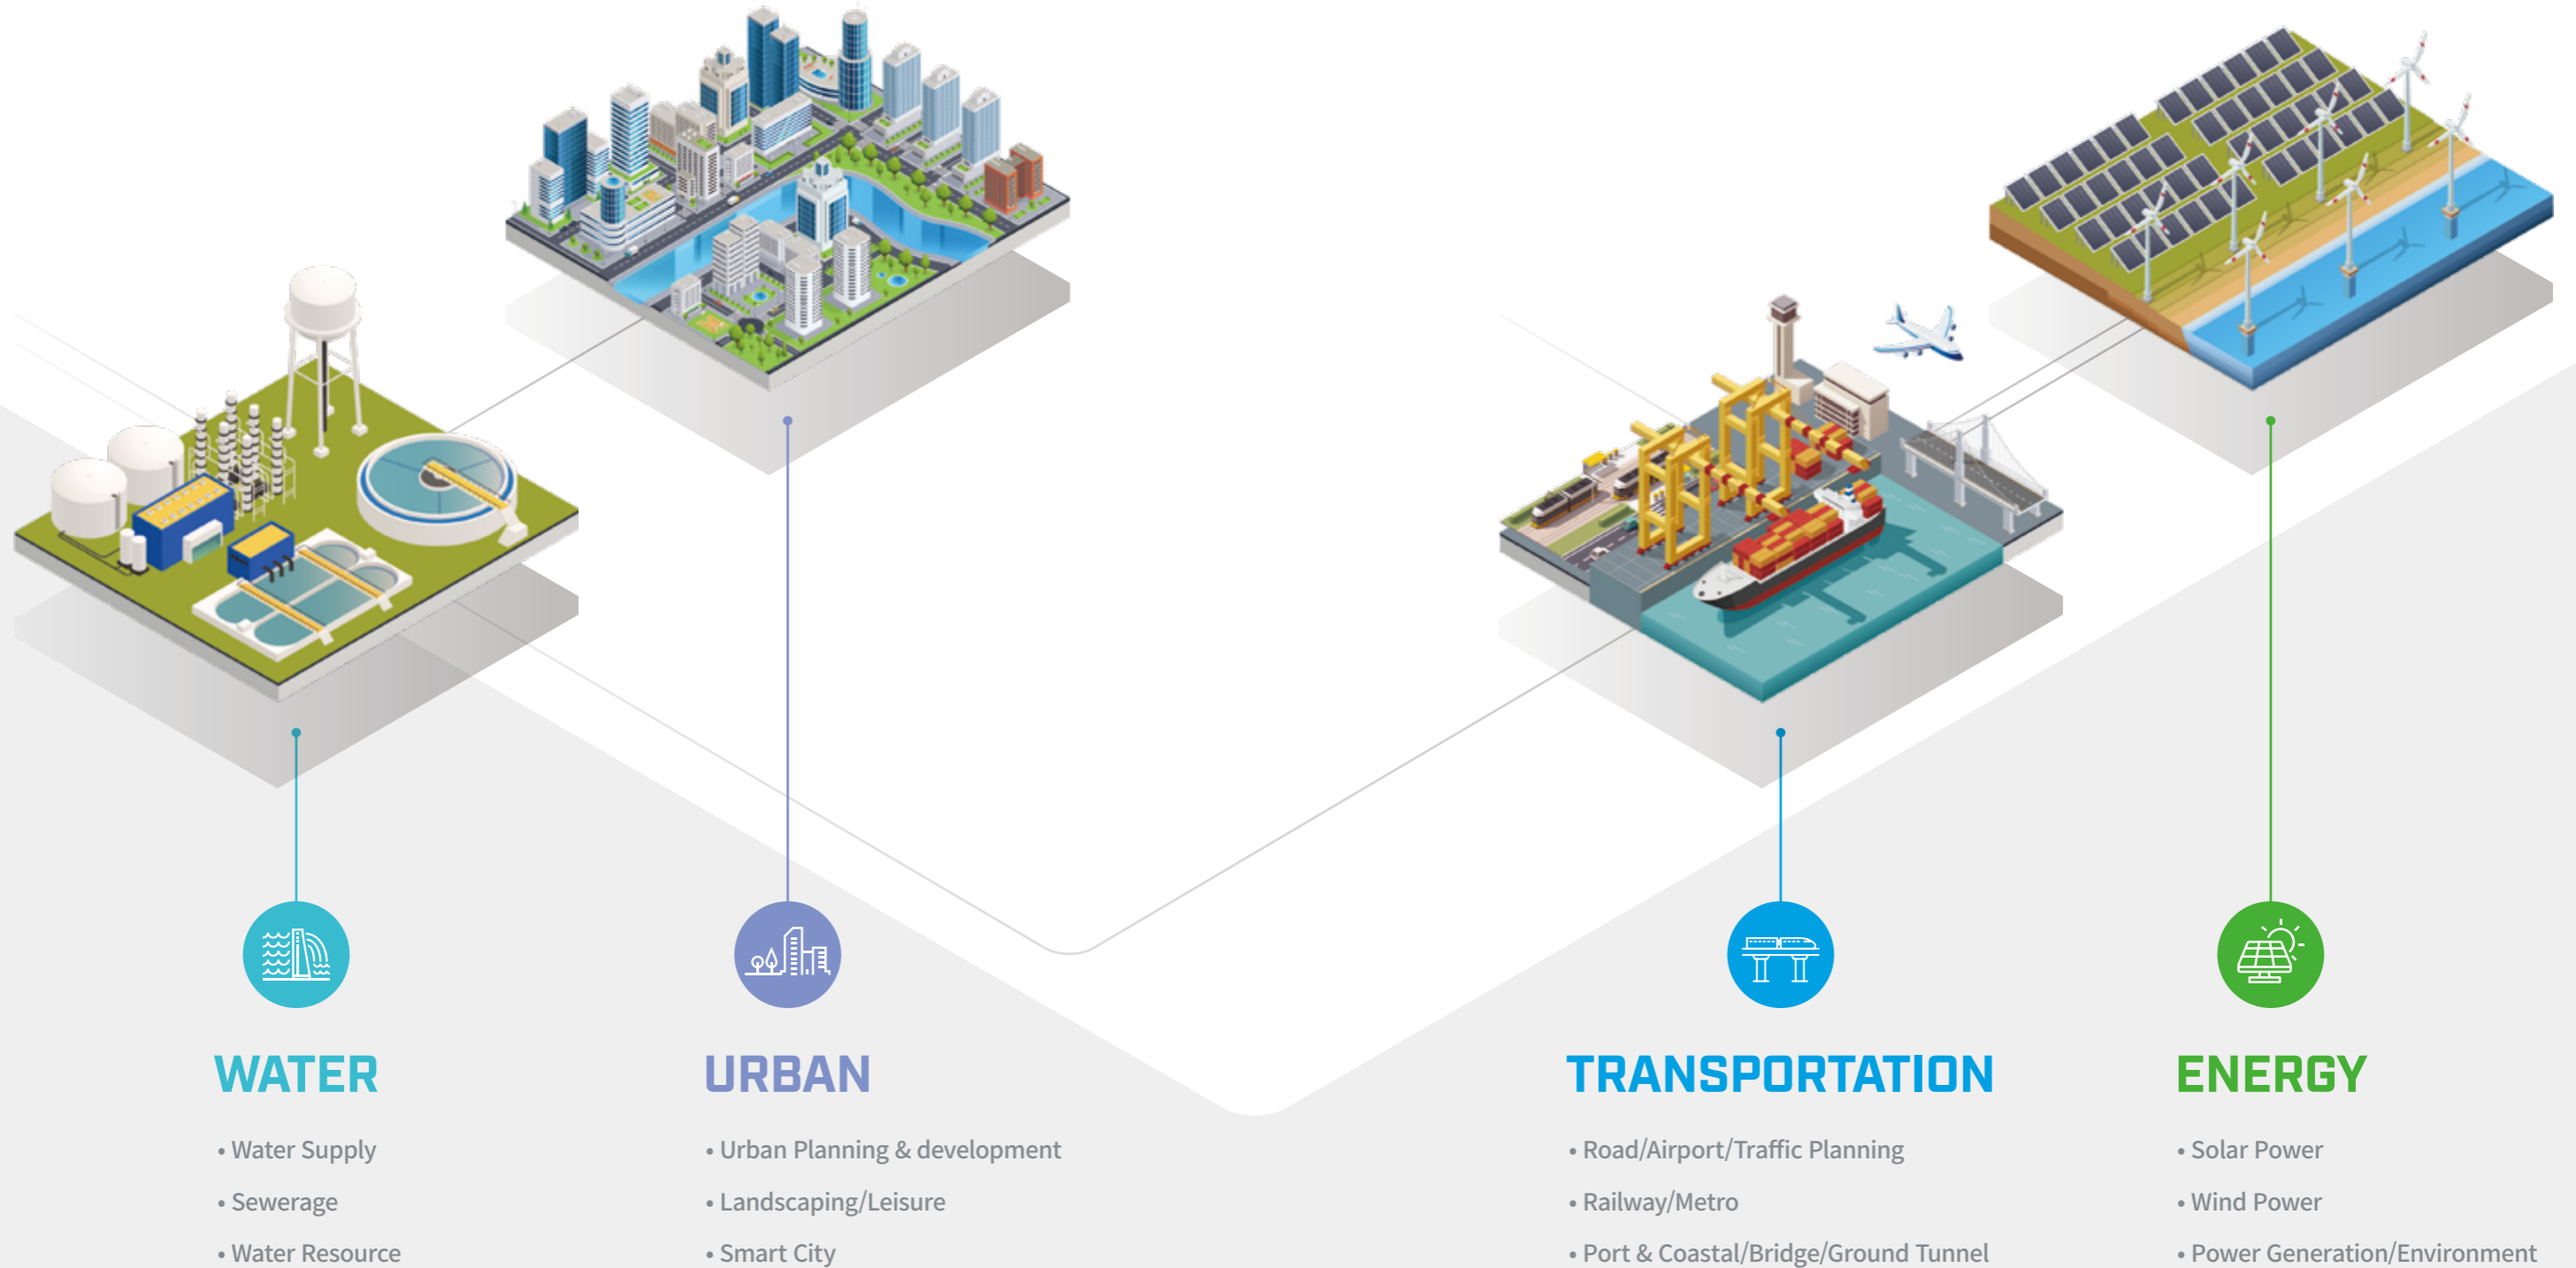 WATER
• Water Supply
• Sewerage
• Water Resource
URBAN
• Urban Planning & development
• Landscaping/Leisure
• Smart City
TRANSPORTATION
• Road/Airport/Traffic Planning
• Railway/Metro
• Port & Coastal/Bridge/Ground Tunnel
ENERGY
• Solar Power
• Wind Power
• Power Generation/Environment